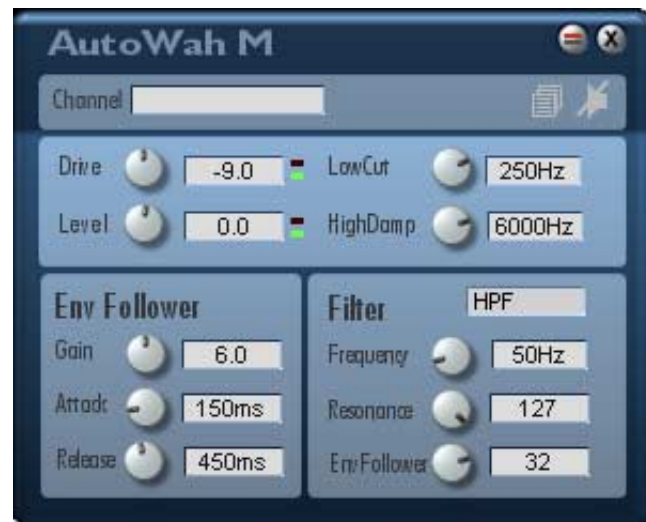 AutoWah M
Channel
Drive -9.0 LowCut 250Hz
Level 0.0 HighDamp 6000Hz
Env Follower
Gain 6.0
Attack 150ms
Release 450ms
Filter HPF
Frequency 50Hz
Resonance 127
EnvFollower 32